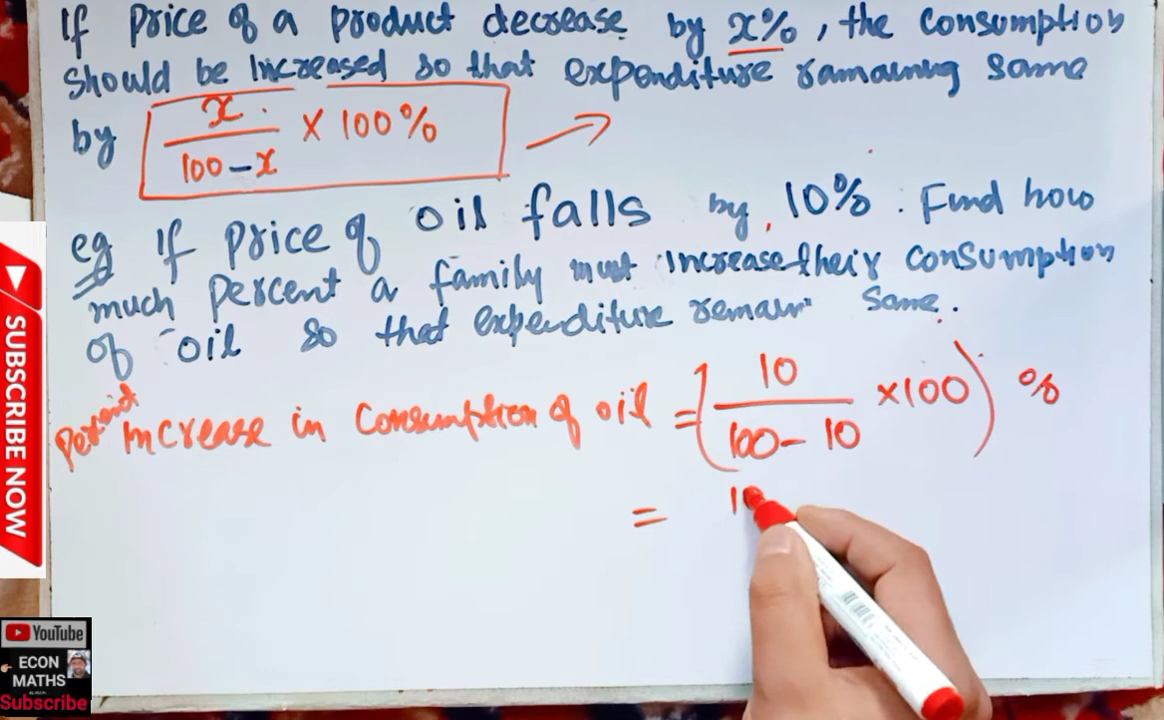 If price of a product decrease by x%, the consumption
should be increased so that expenditure remaining same
by x / 100-x × 100%
eg If price of oil falls by 10%. Find how
much percent a family must increase their consumption
of oil so that expenditure remain same.
Percent Increase in Consumption of oil = (10 / 100-10 ×100) %
= 10
SUBSCRIBE NOW
YouTube
ECON
MATHS
Subscribe